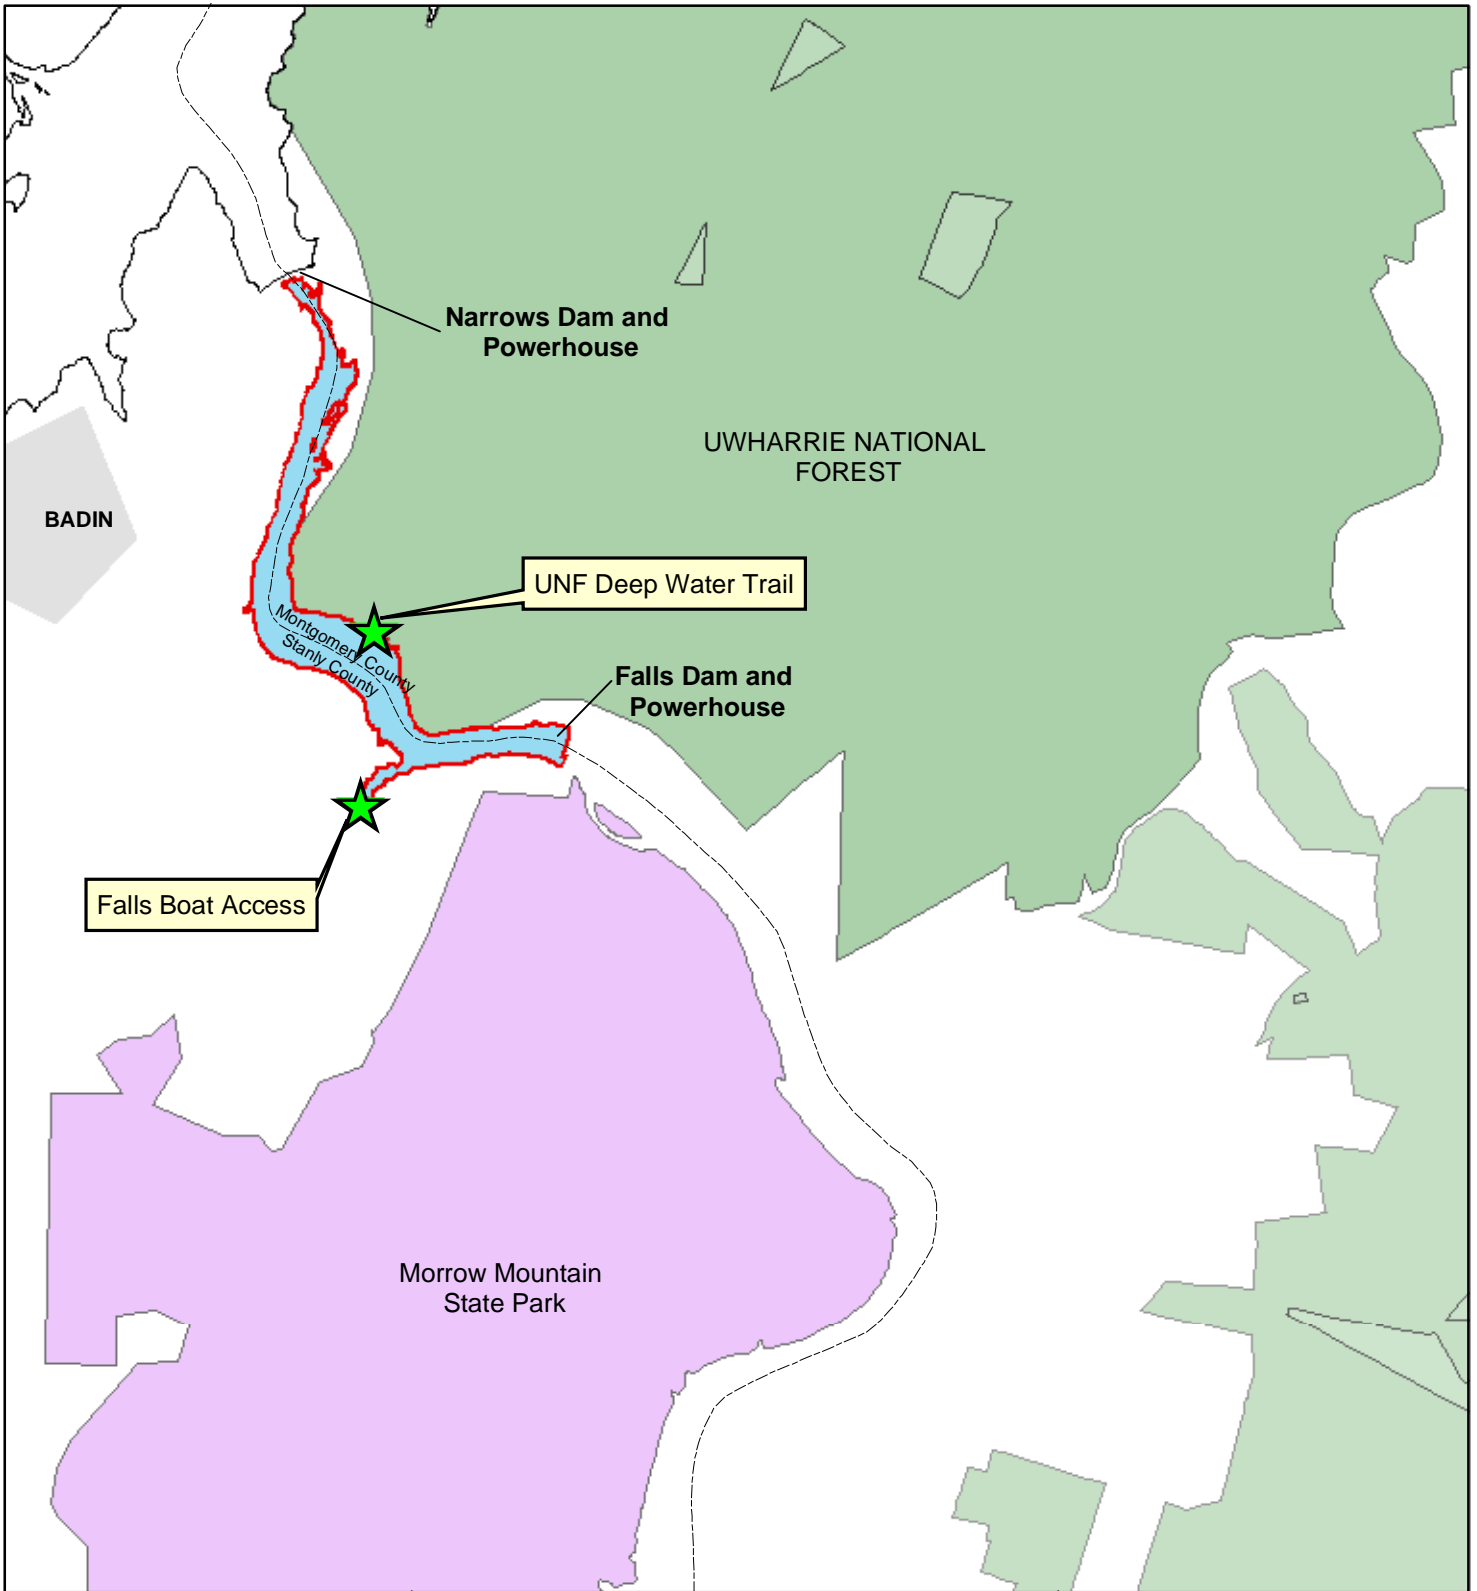 Narrows Dam and
Powerhouse
UWHARRIE NATIONAL
FOREST
BADIN
UNF Deep Water Trail
Montgomery County
Stanly County
Falls Dam and
Powerhouse
Falls Boat Access
Morrow Mountain
State Park